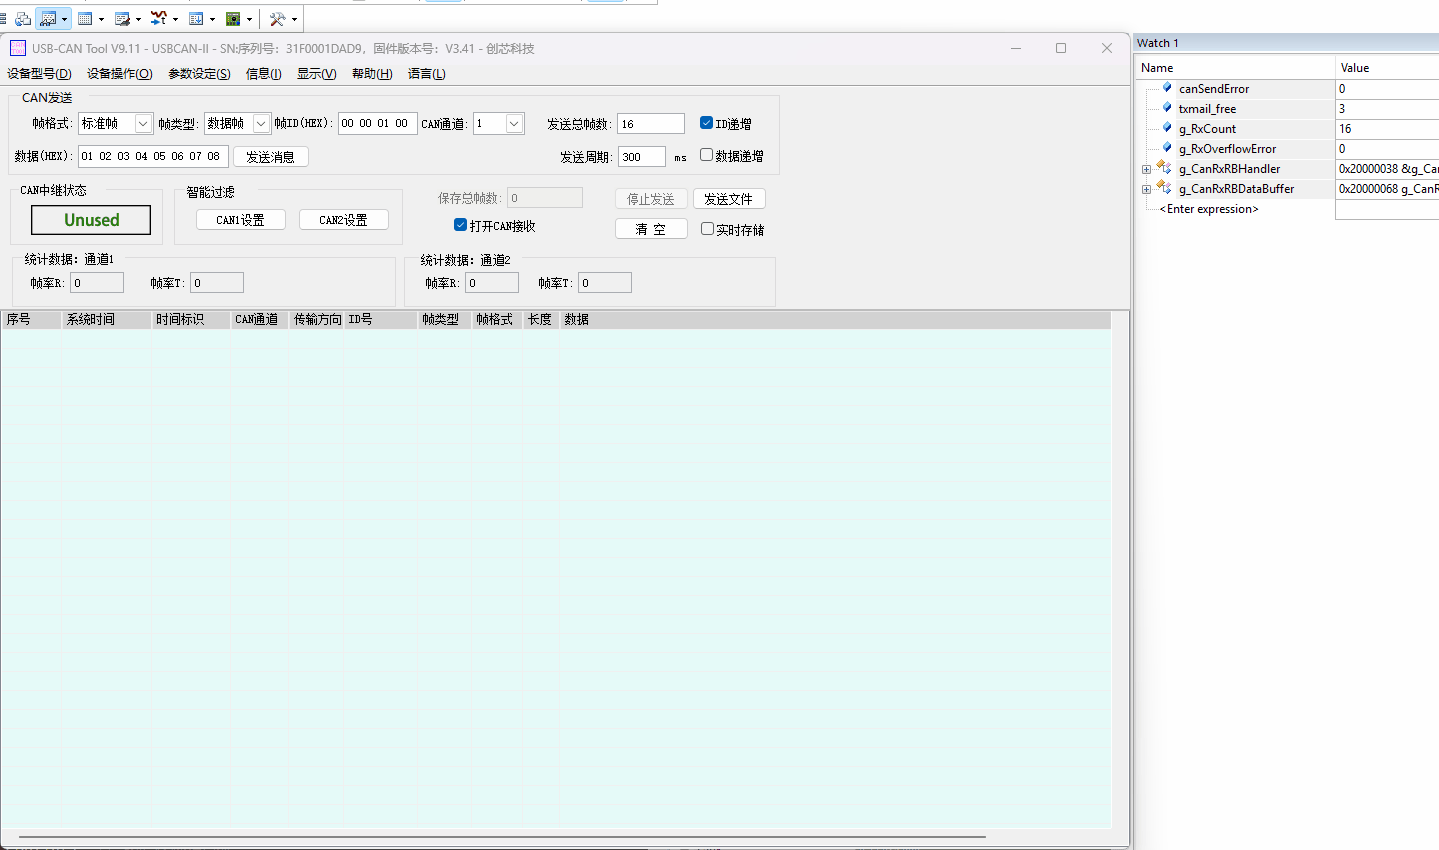 USB-CAN Tool V9.11 - USBCAN-II - SN:序列号：31F0001DAD9，固件版本号：V3.41 - 创芯科技
设备型号(D) 设备操作(O) 参数设定(S) 信息(I) 显示(V) 帮助(H) 语言(L)
CAN发送
帧格式: 标准帧 帧类型: 数据帧 帧ID(HEX): 00 00 01 00 CAN通道: 1 发送总帧数: 16 ID递增
数据(HEX): 01 02 03 04 05 06 07 08 发送消息 发送周期: 300 ms 数据递增
CAN中继状态 智能过滤
Unused CAN1设置 CAN2设置
保存总帧数: 0 停止发送 发送文件
打开CAN接收 清 空 实时存储
统计数据: 通道1 统计数据: 通道2
帧率R: 0 帧率T: 0 帧率R: 0 帧率T: 0
序号 系统时间 时间标识 CAN通道 传输方向 ID号 帧类型 帧格式 长度 数据
Watch 1
Name Value
canSendError 0
txmail_free 3
g_RxCount 16
g_RxOverflowError 0
g_CanRxRBHandler 0x20000038 &g_Can
g_CanRxRBDataBuffer 0x20000068 g_CanR
<Enter expression>